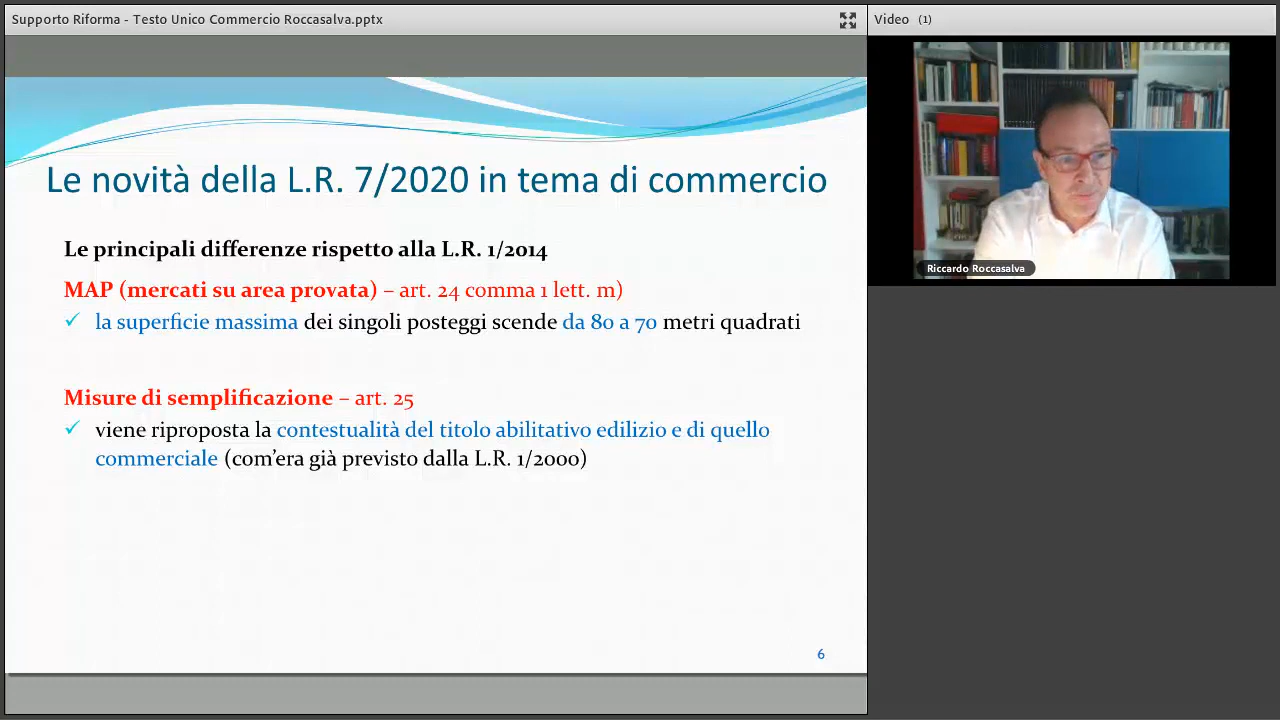 Supporto Riforma - Testo Unico Commercio Roccasalva.pptx
Video (1)
Riccardo Roccasalva
Le novità della L.R. 7/2020 in tema di commercio
Le principali differenze rispetto alla L.R. 1/2014
MAP (mercati su area provata) – art. 24 comma 1 lett. m)
✓ la superficie massima dei singoli posteggi scende da 80 a 70 metri quadrati
Misure di semplificazione – art. 25
✓ viene riproposta la contestualità del titolo abilitativo edilizio e di quello
commerciale (com’era già previsto dalla L.R. 1/2000)
6